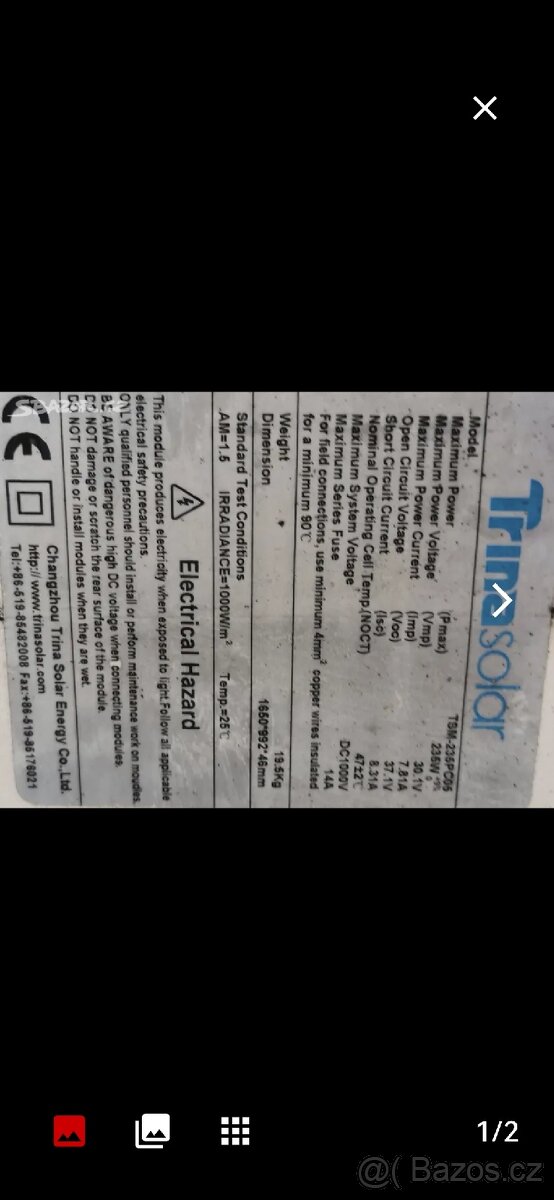 Trinasolar
Model TSM-235PC05
Maximum Power (Pmax) 235W
Maximum Power Voltage (Vmp) 30.1V
Maximum Power Current (Imp) 7.81A
Open Circuit Voltage (Voc) 37.1V
Short Circuit Current (Isc) 8.31A
Nominal Operating Cell Temp (NOCT) 47±2℃
Maximum System Voltage DC1000V
Maximum Series Fuse 14A
For field connections, use minimum 4mm² copper wires insulated
for a minimum 90℃
Weight 19.5Kg
Dimension 1650*992*46mm
Standard Test Conditions
AM=1.5 IRRADIANCE=1000W/m² Temp.=25℃
Electrical Hazard
This module produces electricity when exposed to light.Follow all applicable
electrical safety precautions.
ONLY qualified personnel should install or perform maintenance work on moudles.
BE AWARE of dangerous high DC voltage when connecting modules.
DO NOT damage or scratch the rear surface of the module.
DO NOT handle or install modules when they are wet.
CE
Changzhou Trina Solar Energy Co.,Ltd.
http://www.trinasolar.com
Tel:+86-519-85482008 Fax:+86-519-85176021
1/2
@( Bazos.cz